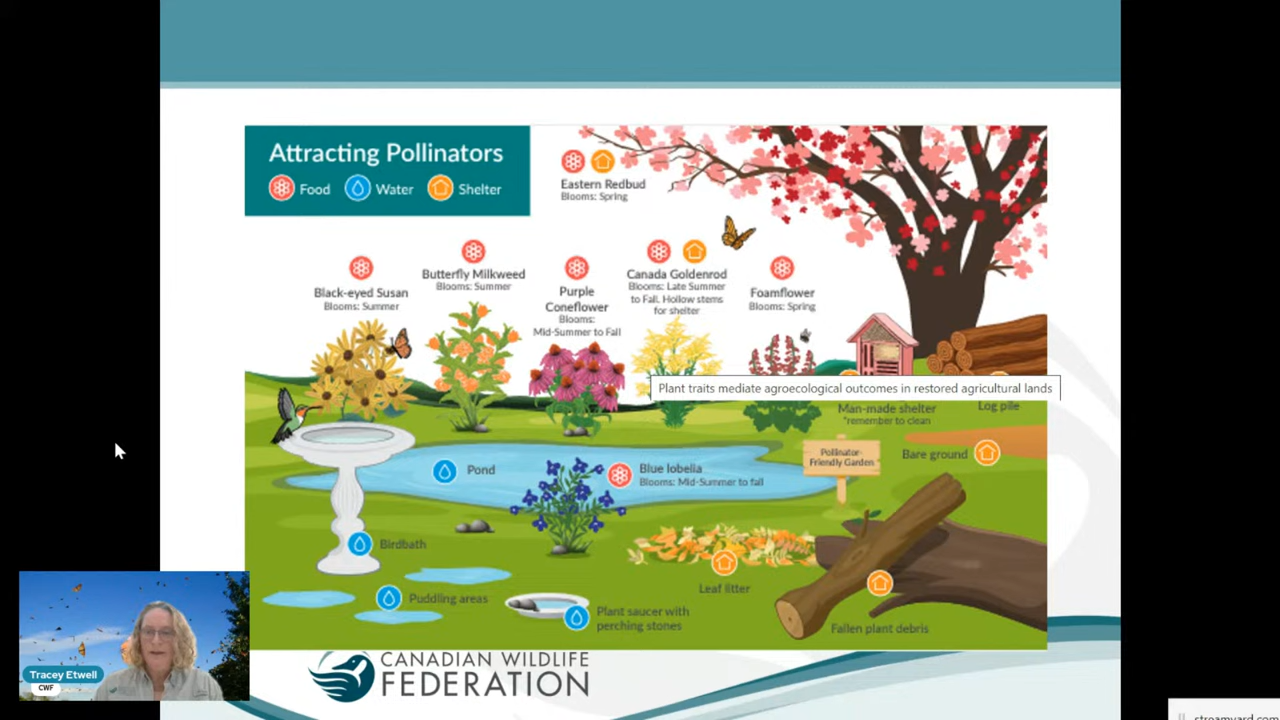 Attracting Pollinators
Food
Water
Shelter
Eastern Redbud
Blooms: Spring
Black-eyed Susan
Blooms: Summer
Butterfly Milkweed
Blooms: Summer
Purple
Coneflower
Blooms:
Mid-Summer to Fall
Canada Goldenrod
Blooms: Late Summer
to Fall. Hollow stems
for shelter
Foamflower
Blooms: Spring
Plant traits mediate agroecological outcomes in restored agricultural lands
Man-made shelter
*remember to clean
Log pile
Pollinator-
Friendly Garden
Bare ground
Pond
Blue lobelia
Blooms: Mid-Summer to fall
Birdbath
Puddling areas
Plant saucer with
perching stones
Leaf litter
Fallen plant debris
Tracey Etwell
CWF
CANADIAN WILDLIFE
FEDERATION